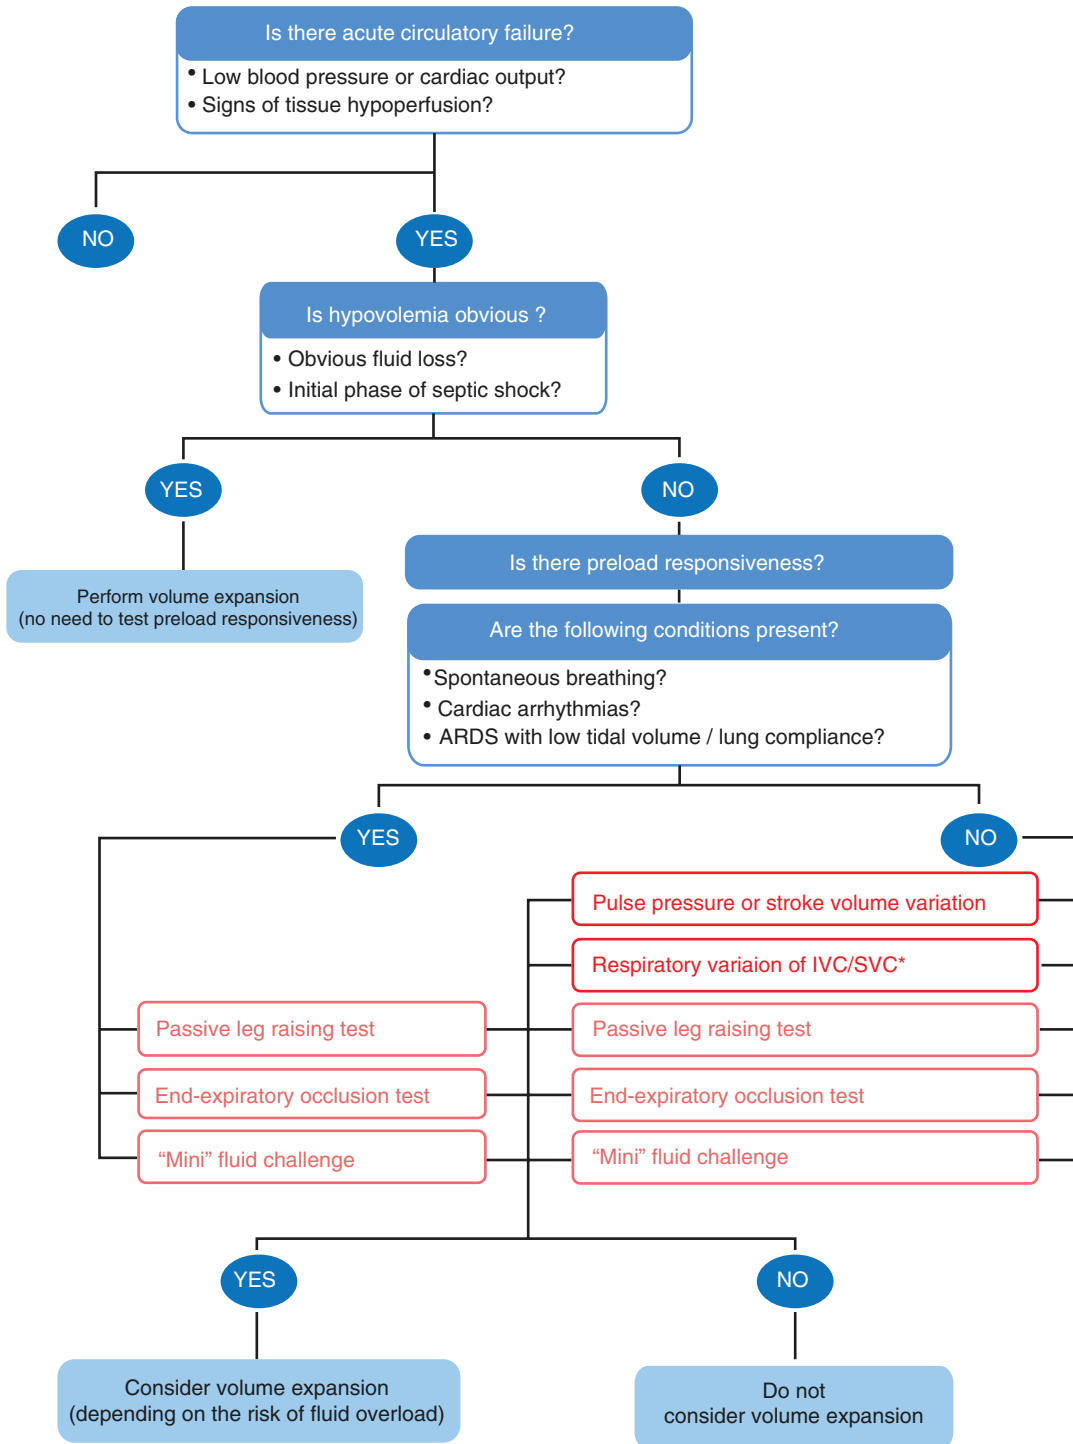 Is there acute circulatory failure?
• Low blood pressure or cardiac output?
• Signs of tissue hypoperfusion?
NO
YES
Is hypovolemia obvious ?
• Obvious fluid loss?
• Initial phase of septic shock?
YES
NO
Perform volume expansion
(no need to test preload responsiveness)
Is there preload responsiveness?
Are the following conditions present?
• Spontaneous breathing?
• Cardiac arrhythmias?
• ARDS with low tidal volume / lung compliance?
YES
NO
Pulse pressure or stroke volume variation
Respiratory variaion of IVC/SVC*
Passive leg raising test
Passive leg raising test
End-expiratory occlusion test
End-expiratory occlusion test
“Mini” fluid challenge
“Mini” fluid challenge
YES
NO
Consider volume expansion
(depending on the risk of fluid overload)
Do not
consider volume expansion